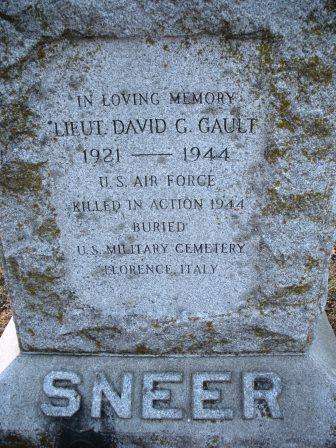 IN LOVING MEMORY
LIEUT. DAVID G. GAULT
1921 — 1944
U.S. AIR FORCE
KILLED IN ACTION 1944
BURIED
U.S. MILITARY CEMETERY
FLORENCE, ITALY
SNEER